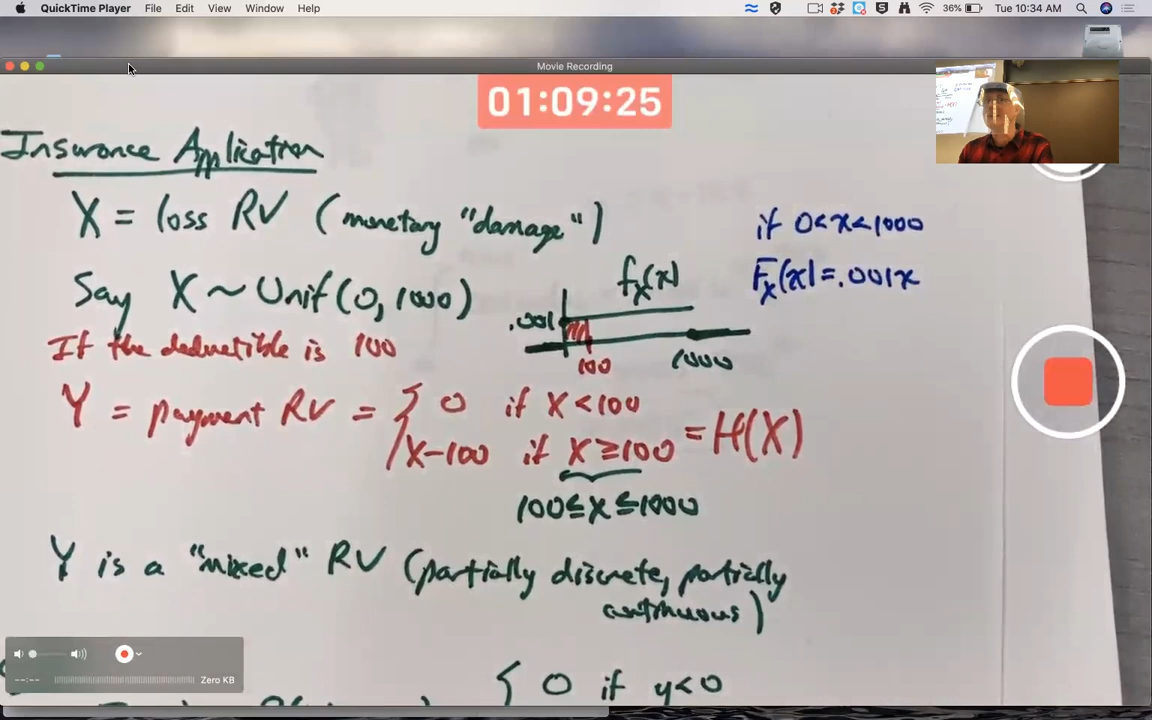 QuickTime Player File Edit View Window Help 36% Tue 10:34 AM
Movie Recording
01:09:25
Insurance Application
X = loss RV (monetary "damage")
if 0<x<1000
Say X ~ Unif(0,1000)
f_X(x)
F_X(x)=.001x
.001
100
1000
If the deductible is 100
Y = payment RV = { 0 if X<100
X-100 if X≥100 = H(X)
100≤X≤1000
Y is a "mixed" RV (partially discrete, partially
continuous)
--:-- Zero KB
{ 0 if y<0